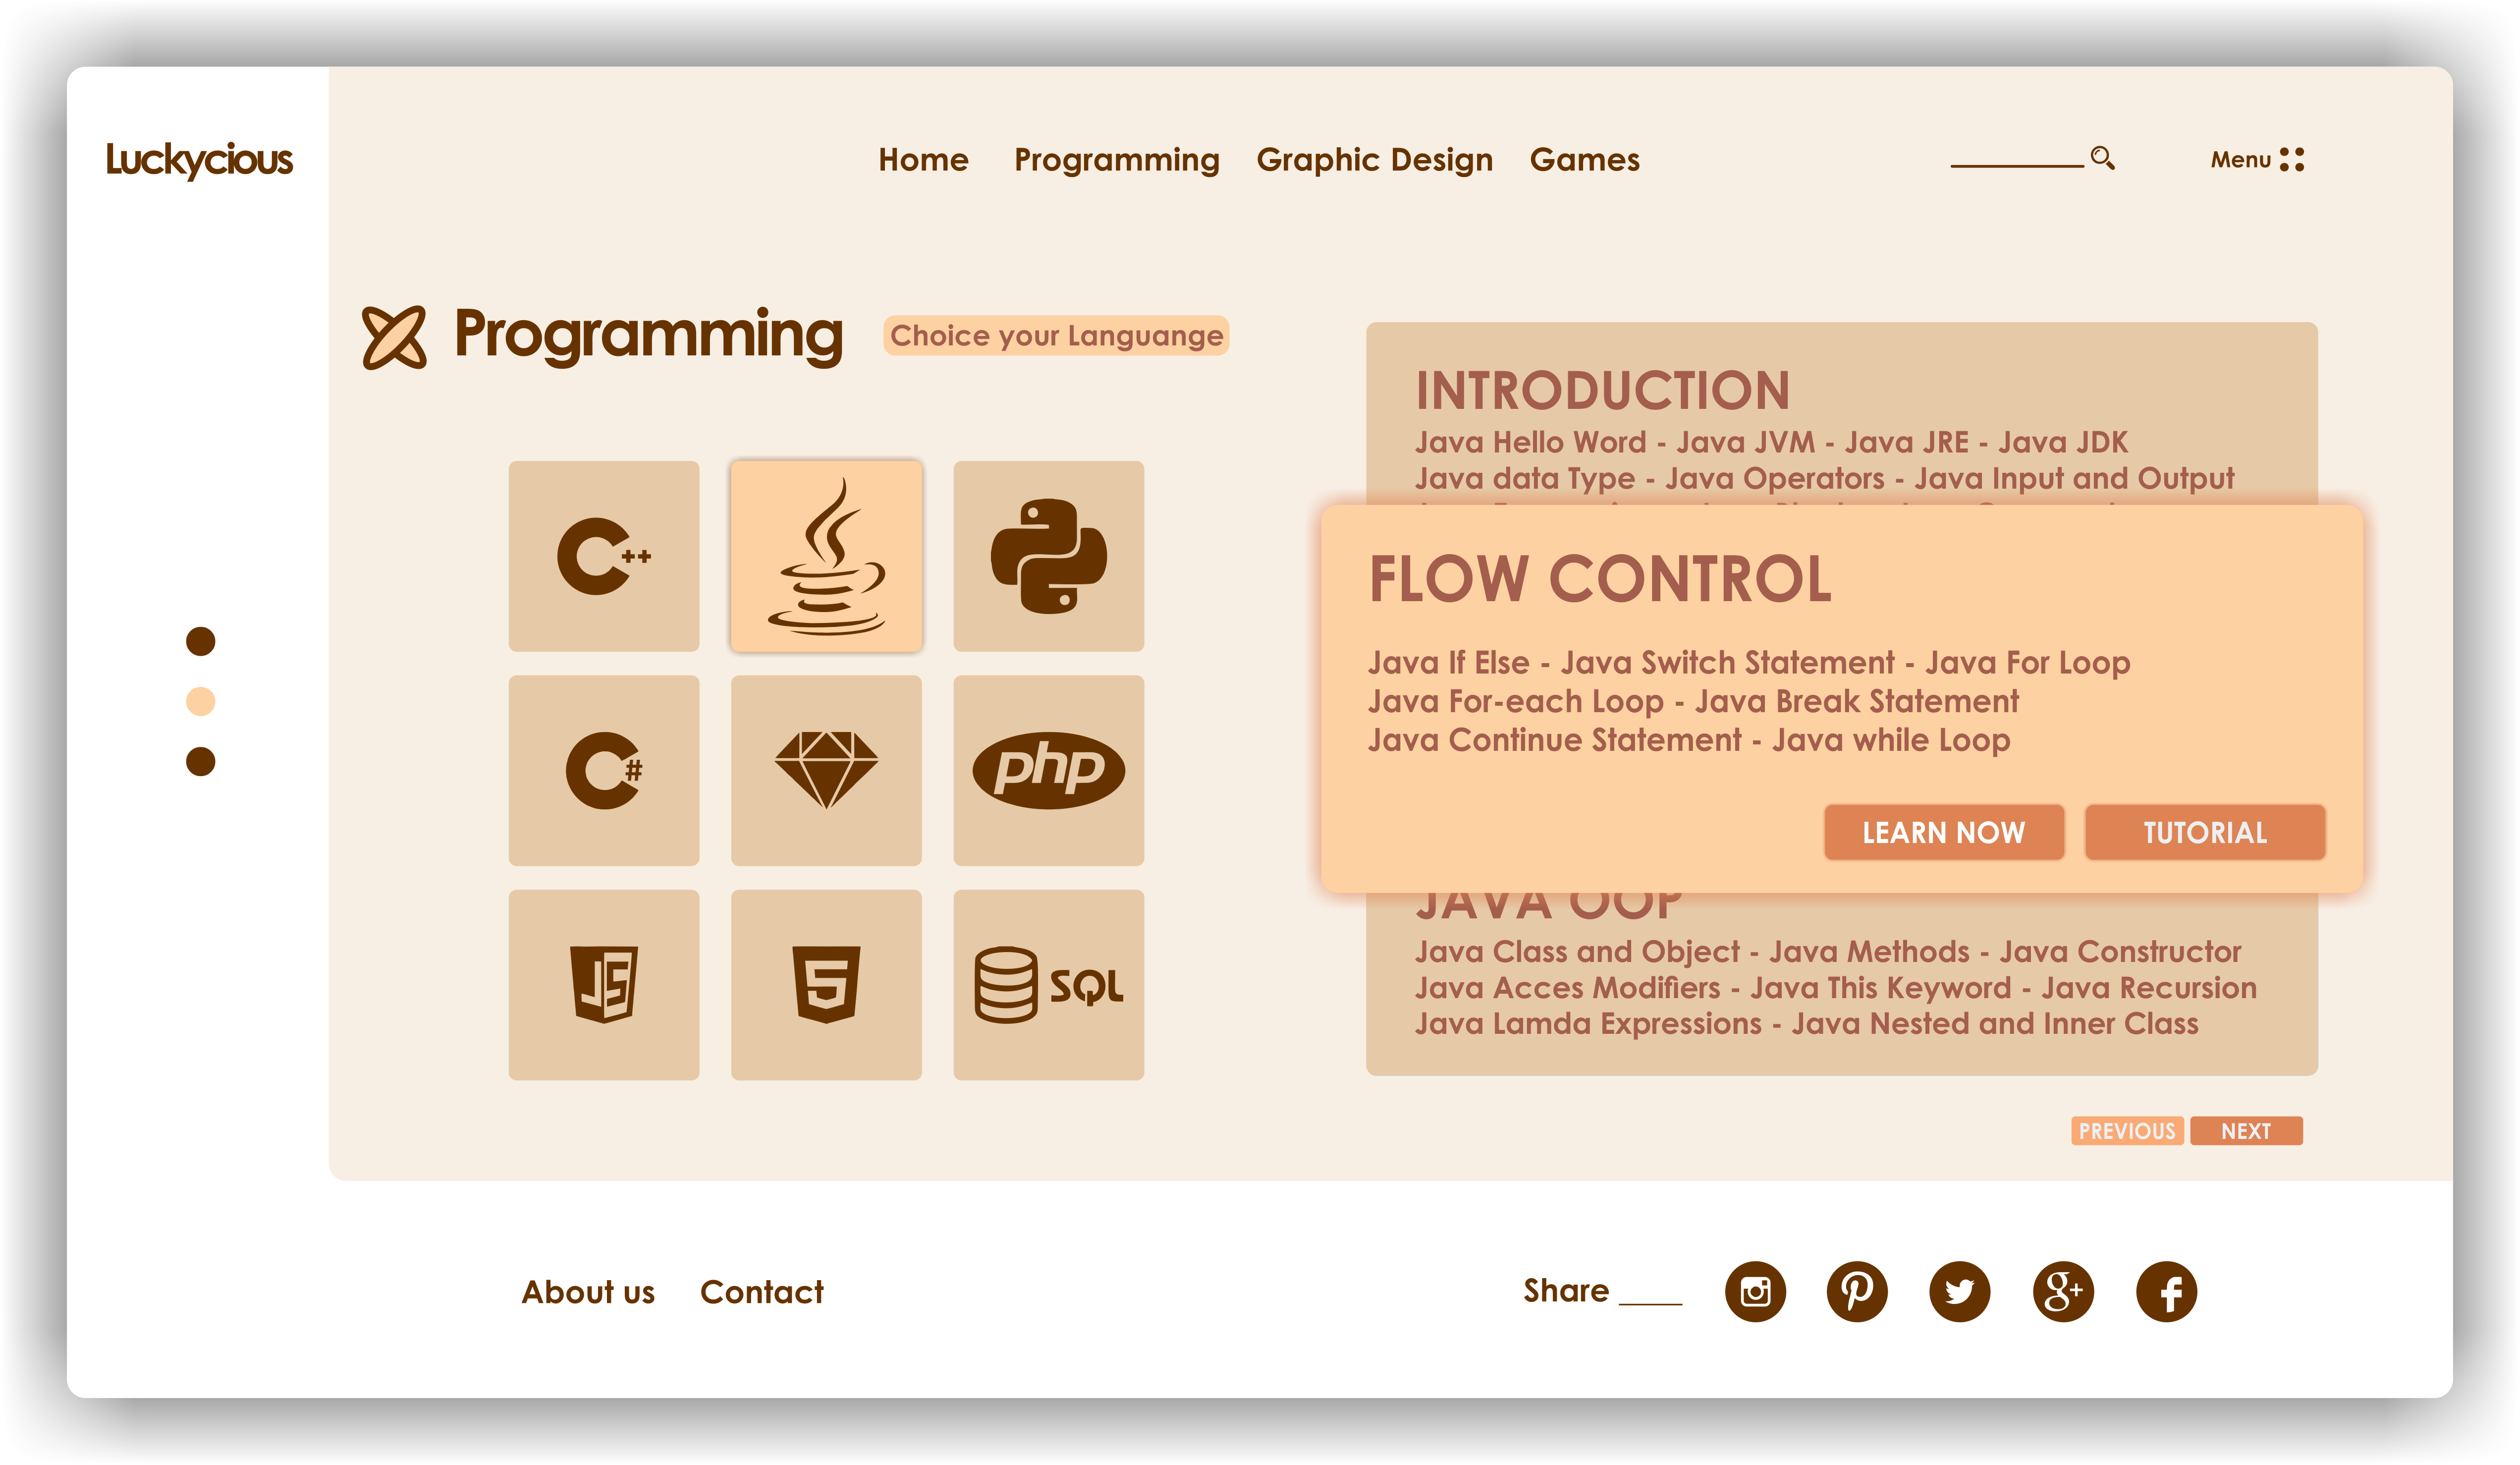 Luckycious
Home Programming Graphic Design Games
Menu
Programming
Choice your Languange
C++
C#
php
JS
5
SQL
INTRODUCTION
Java Hello Word - Java JVM - Java JRE - Java JDK
Java data Type - Java Operators - Java Input and Output
FLOW CONTROL
Java If Else - Java Switch Statement - Java For Loop
Java For-each Loop - Java Break Statement
Java Continue Statement - Java while Loop
LEARN NOW
TUTORIAL
JAVA OOP
Java Class and Object - Java Methods - Java Constructor
Java Acces Modifiers - Java This Keyword - Java Recursion
Java Lamda Expressions - Java Nested and Inner Class
PREVIOUS NEXT
About us Contact
Share ____
g+
f